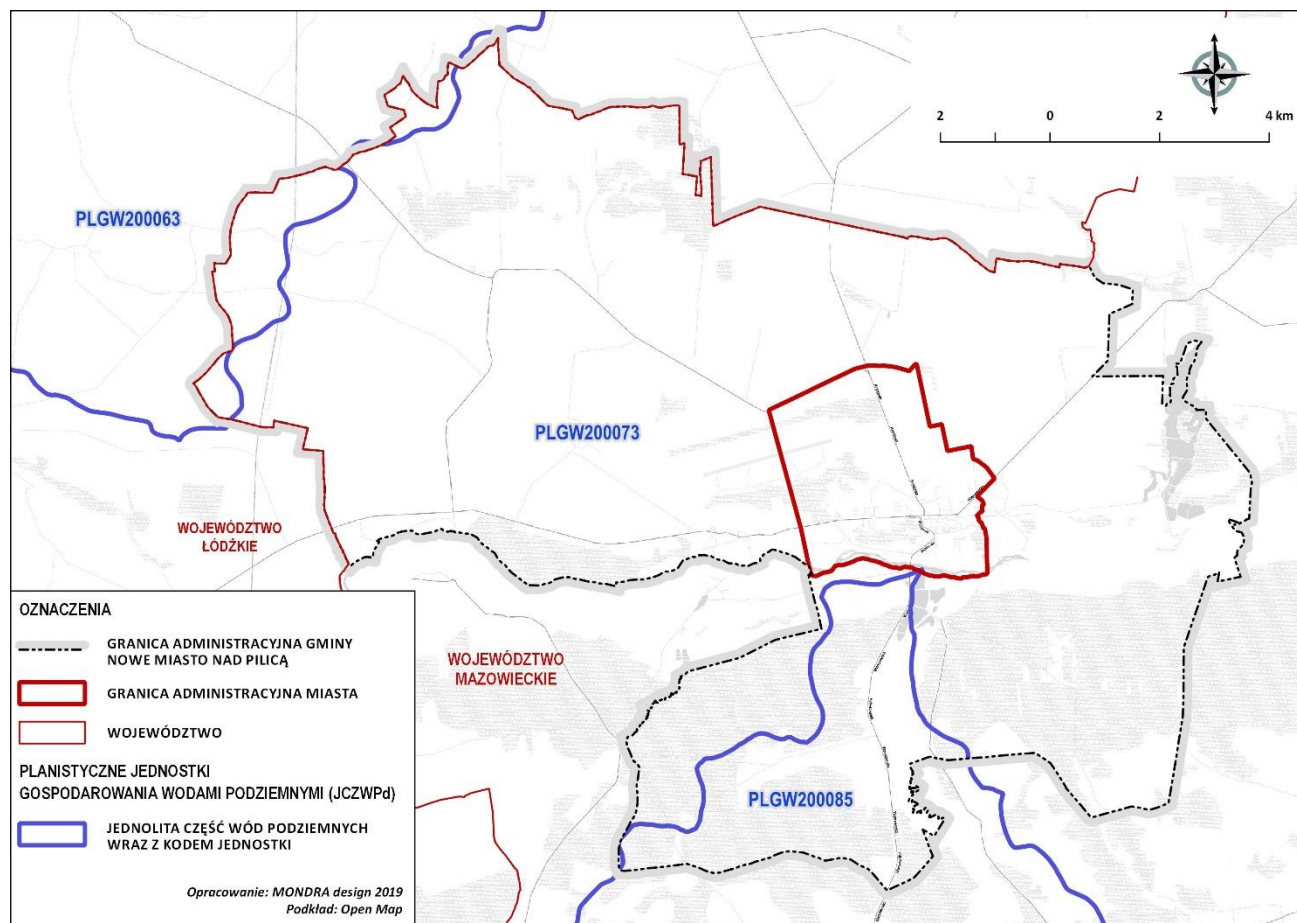 2 0 2 4 km
PLGW200063
PLGW200073
WOJEWÓDZTWO
ŁÓDZKIE
WOJEWÓDZTWO
MAZOWIECKIE
PLGW200085
OZNACZENIA
GRANICA ADMINISTRACYJNA GMINY
NOWE MIASTO NAD PILICĄ
GRANICA ADMINISTRACYJNA MIASTA
WOJEWÓDZTWO
PLANISTYCZNE JEDNOSTKI
GOSPODAROWANIA WODAMI PODZIEMNYMI (JCZWPd)
JEDNOLITA CZĘŚĆ WÓD PODZIEMNYCH
WRAZ Z KODEM JEDNOSTKI
Opracowanie: MONDRA design 2019
Podkład: Open Map